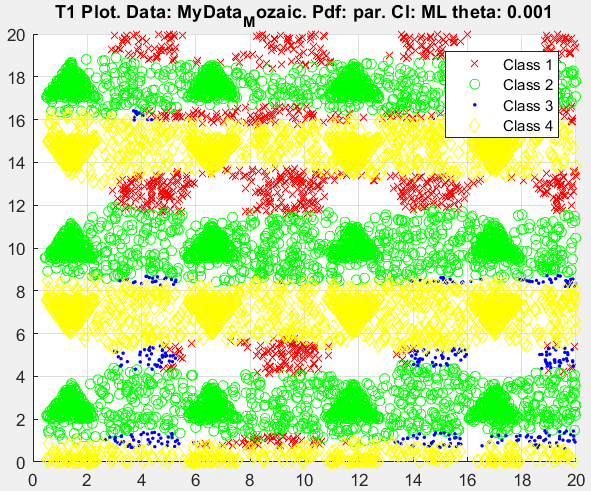 T1 Plot. Data: MyData_Mozaic. Pdf: par. Cl: ML theta: 0.001
20
18
16
14
12
10
8
6
4
2
0
Class 1
Class 2
Class 3
Class 4
0 2 4 6 8 10 12 14 16 18 20